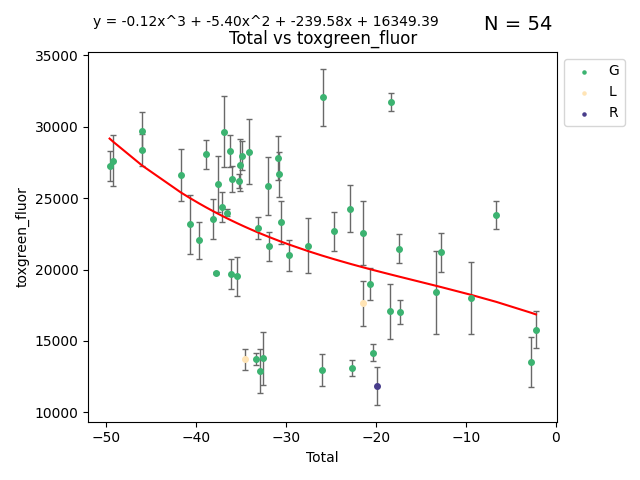 y = -0.12x^3 + -5.40x^2 + -239.58x + 16349.39
N = 54
Total vs toxgreen_fluor
35000
30000
25000
20000
15000
10000
toxgreen_fluor
−50
−40
−30
−20
−10
0
Total
G
L
R